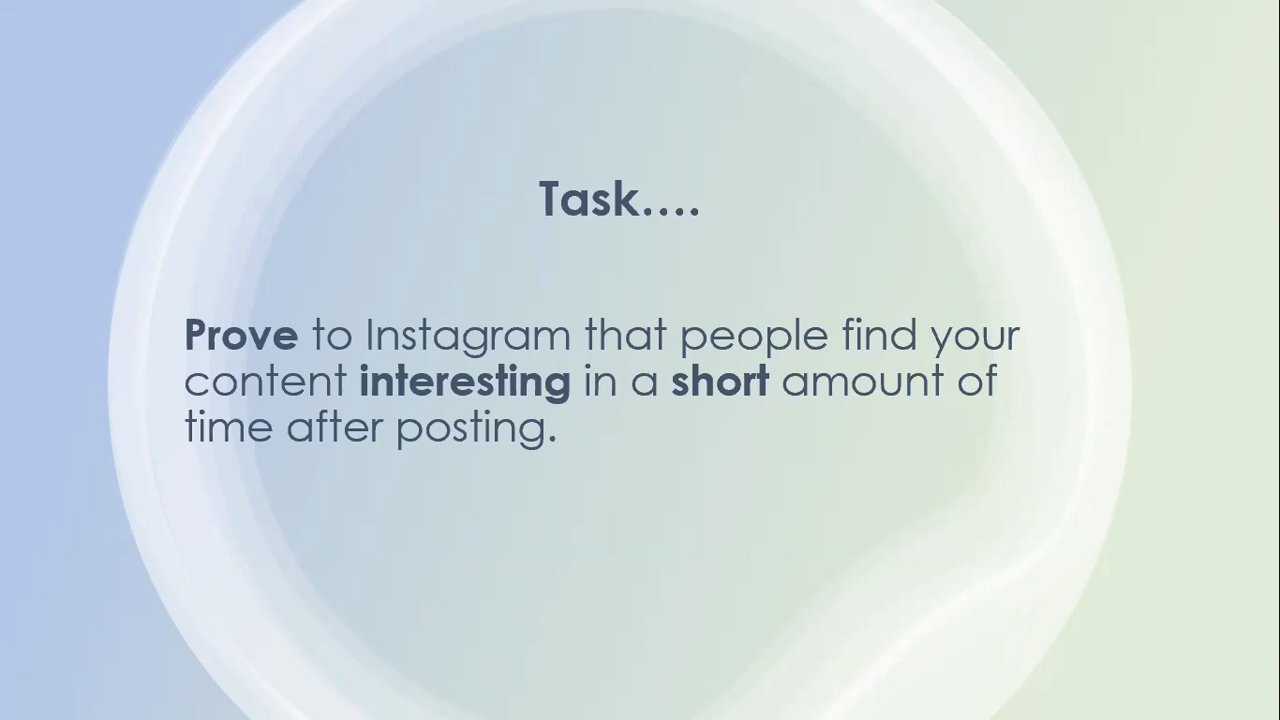 Task....
Prove to Instagram that people find your
content interesting in a short amount of
time after posting.